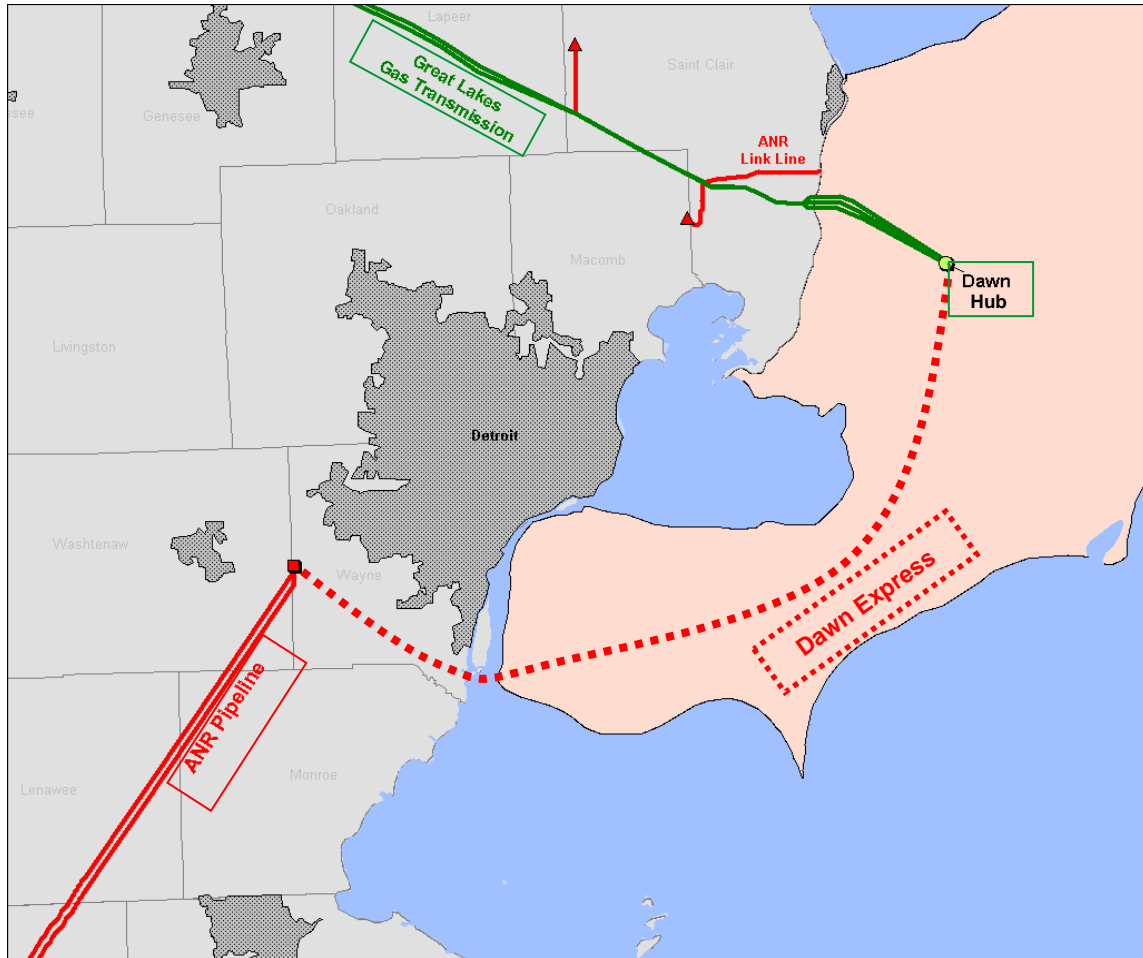 Lapeer
Great Lakes
Gas Transmission
Saint Clair
ssee
Genesee
ANR
Link Line
Oakland
Macomb
Dawn
Hub
Livingston
Detroit
Washtenaw
Wayne
Dawn Express
ANR Pipeline
Monroe
Lenawee